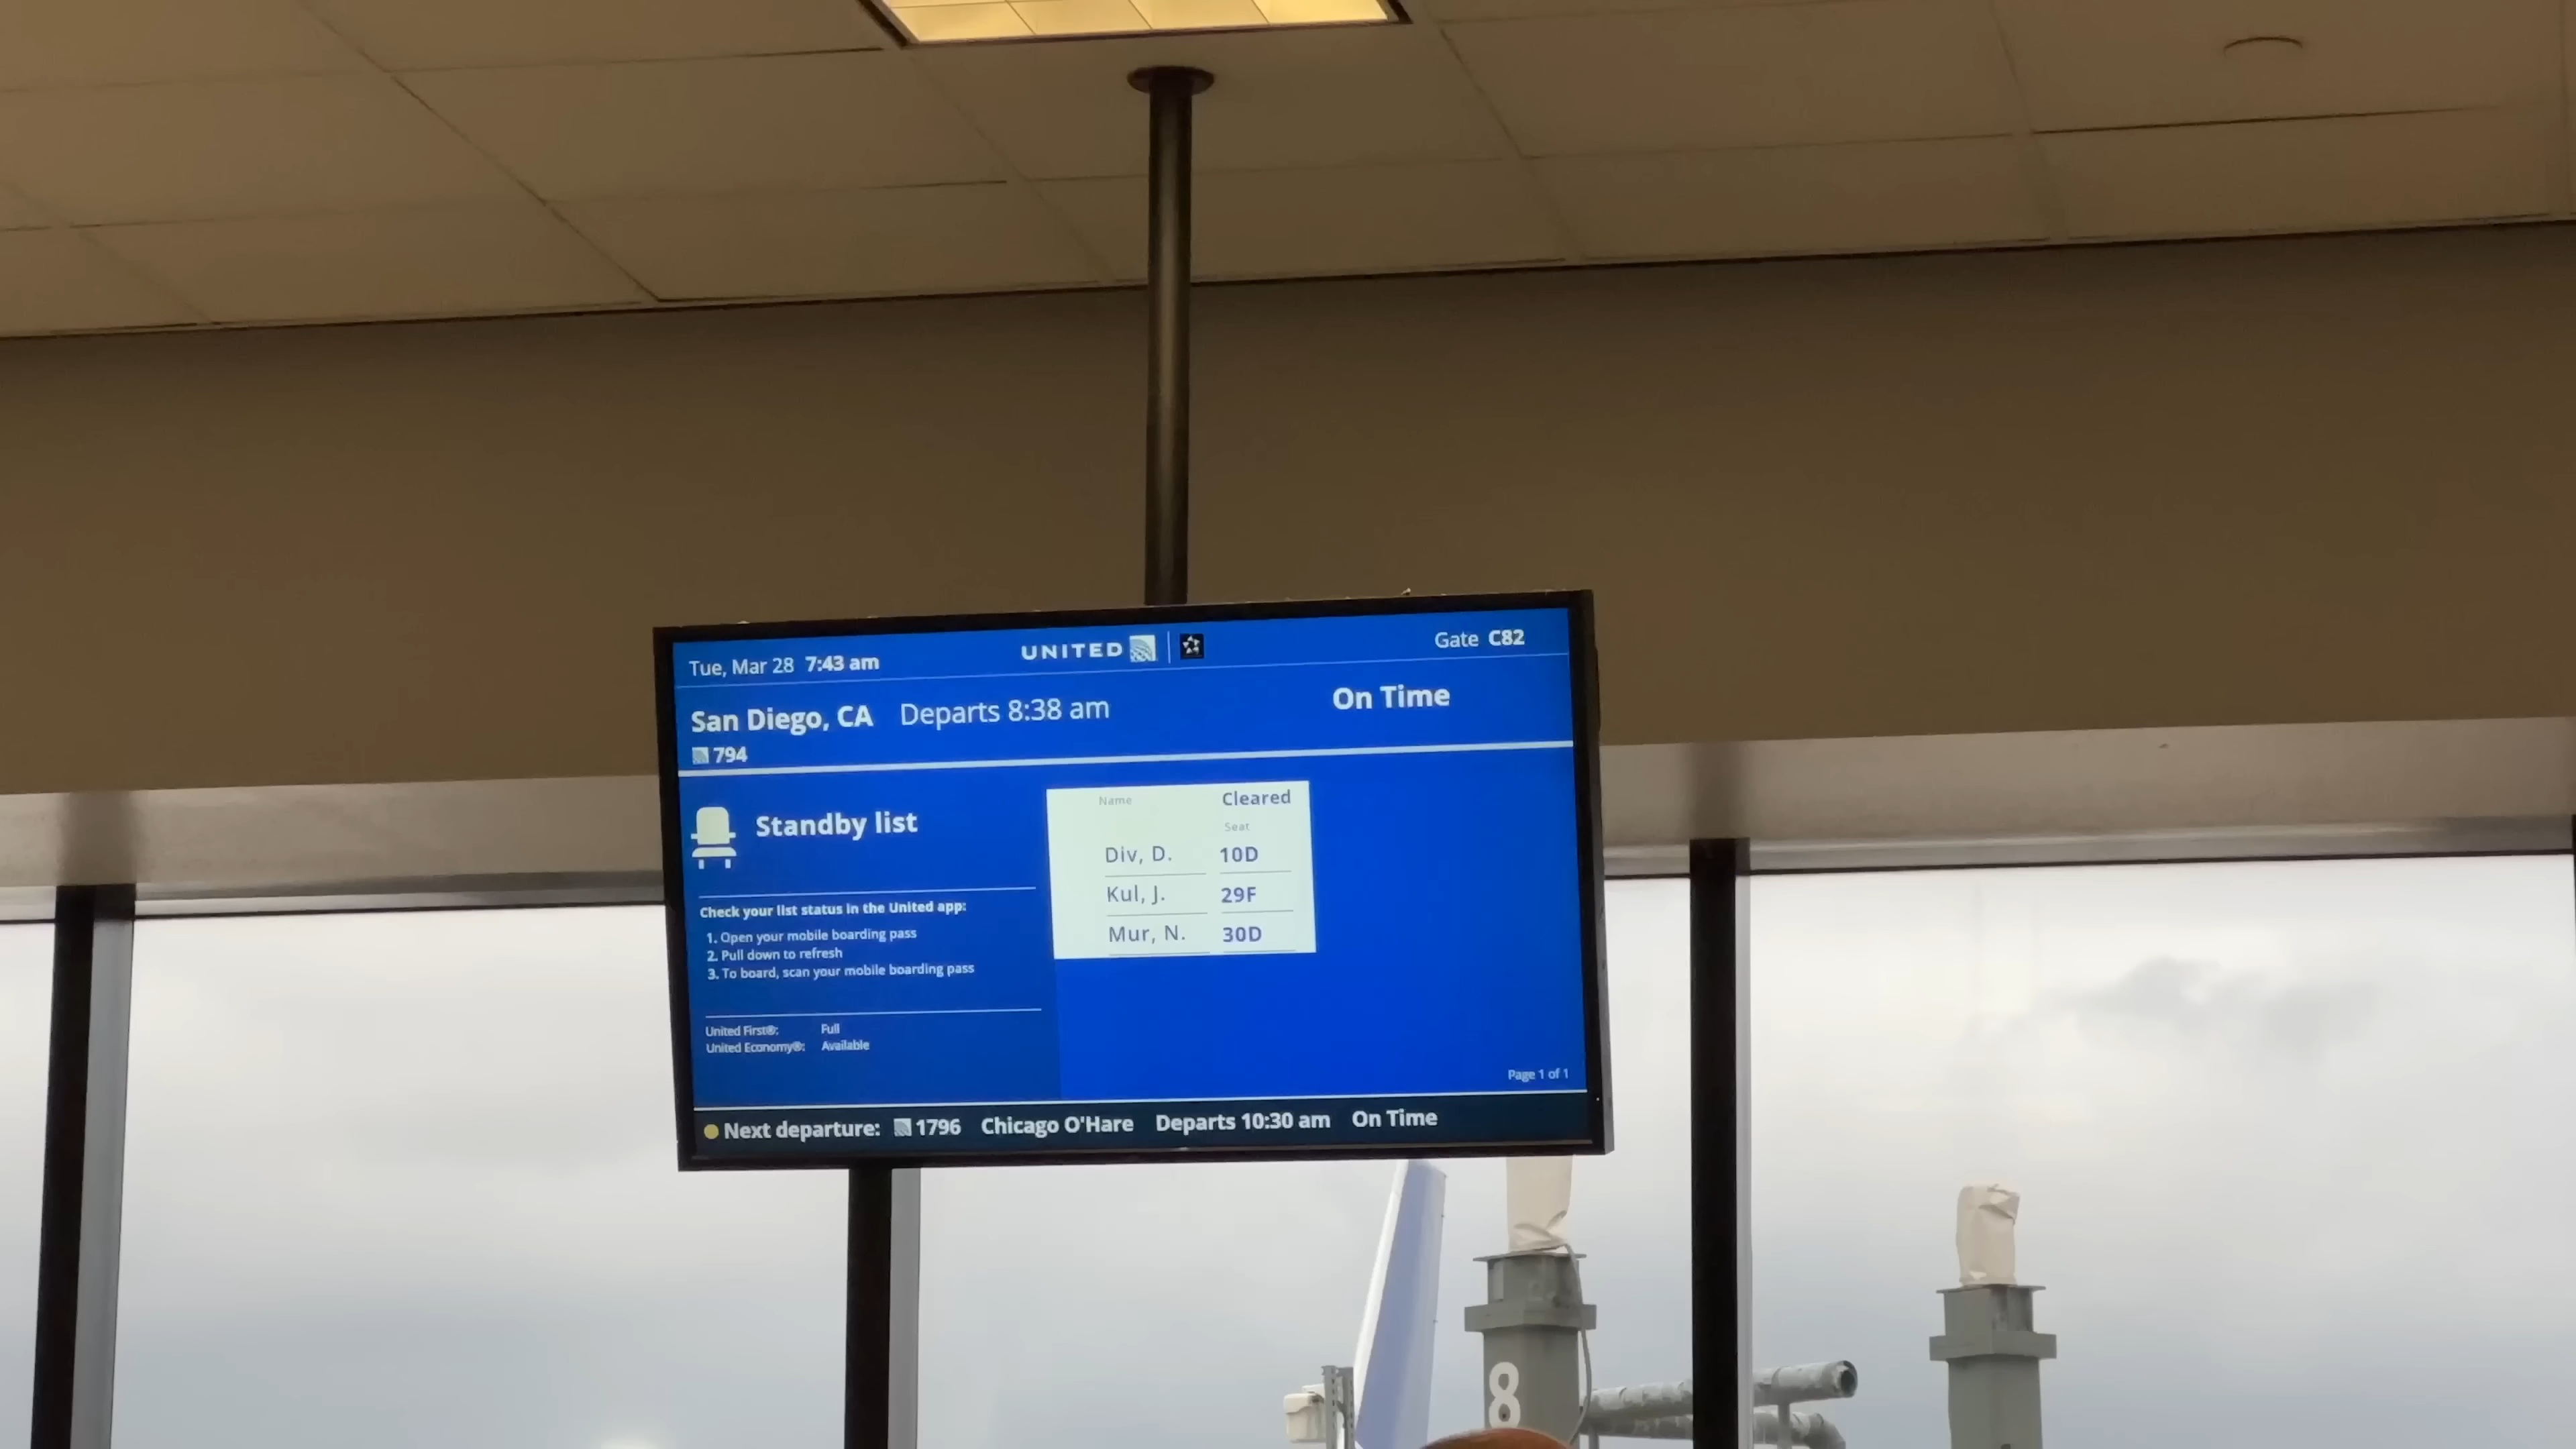 Tue, Mar 28 7:43 am UNITED Gate C82
San Diego, CA Departs 8:38 am On Time
794
Standby list
Check your list status in the United app:
1. Open your mobile boarding pass
2. Pull down to refresh
3. To board, scan your mobile boarding pass
United First®: Full
United Economy®: Available
Name Cleared
Seat
Div, D. 10D
Kul, J. 29F
Mur, N. 30D
Page 1 of 1
Next departure: 1796 Chicago O'Hare Departs 10:30 am On Time
8